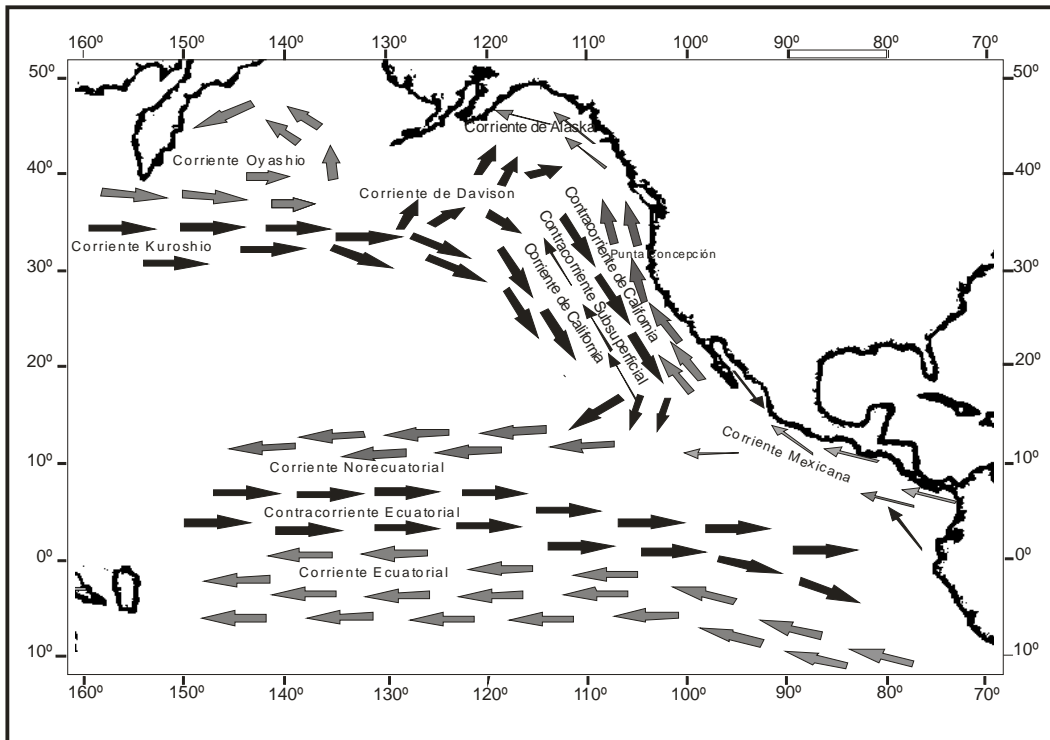 160º 150º 140º 130º 120º 110º 100º 90º 80º 70º
50º 50º
Corriente de Alaska
Corriente Oyashio
40º 40º
Corriente de Davison
Corriente Kuroshio
Punta Concepción
Contracorriente de California
Contracorriente Subsuperficial
Corriente de California
30º 30º
20º 20º
Corriente Mexicana
10º 10º
Corriente Norecuatorial
Contracorriente Ecuatorial
0º 0º
Corriente Ecuatorial
10º 10º
160º 150º 140º 130º 120º 110º 100º 90º 80º 70º